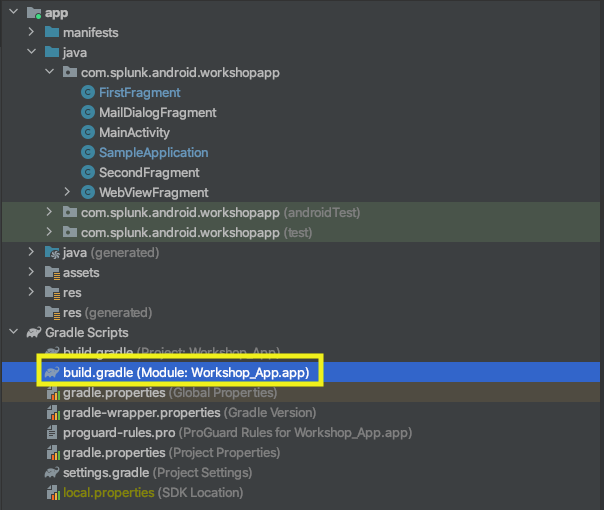 app
manifests
java
com.splunk.android.workshopapp
FirstFragment
MailDialogFragment
MainActivity
SampleApplication
SecondFragment
WebViewFragment
com.splunk.android.workshopapp (androidTest)
com.splunk.android.workshopapp (test)
java (generated)
assets
res
res (generated)
Gradle Scripts
build.gradle (Project: Workshop_App)
build.gradle (Module: Workshop_App.app)
gradle.properties (Global Properties)
gradle-wrapper.properties (Gradle Version)
proguard-rules.pro (ProGuard Rules for Workshop_App.app)
gradle.properties (Project Properties)
settings.gradle (Project Settings)
local.properties (SDK Location)